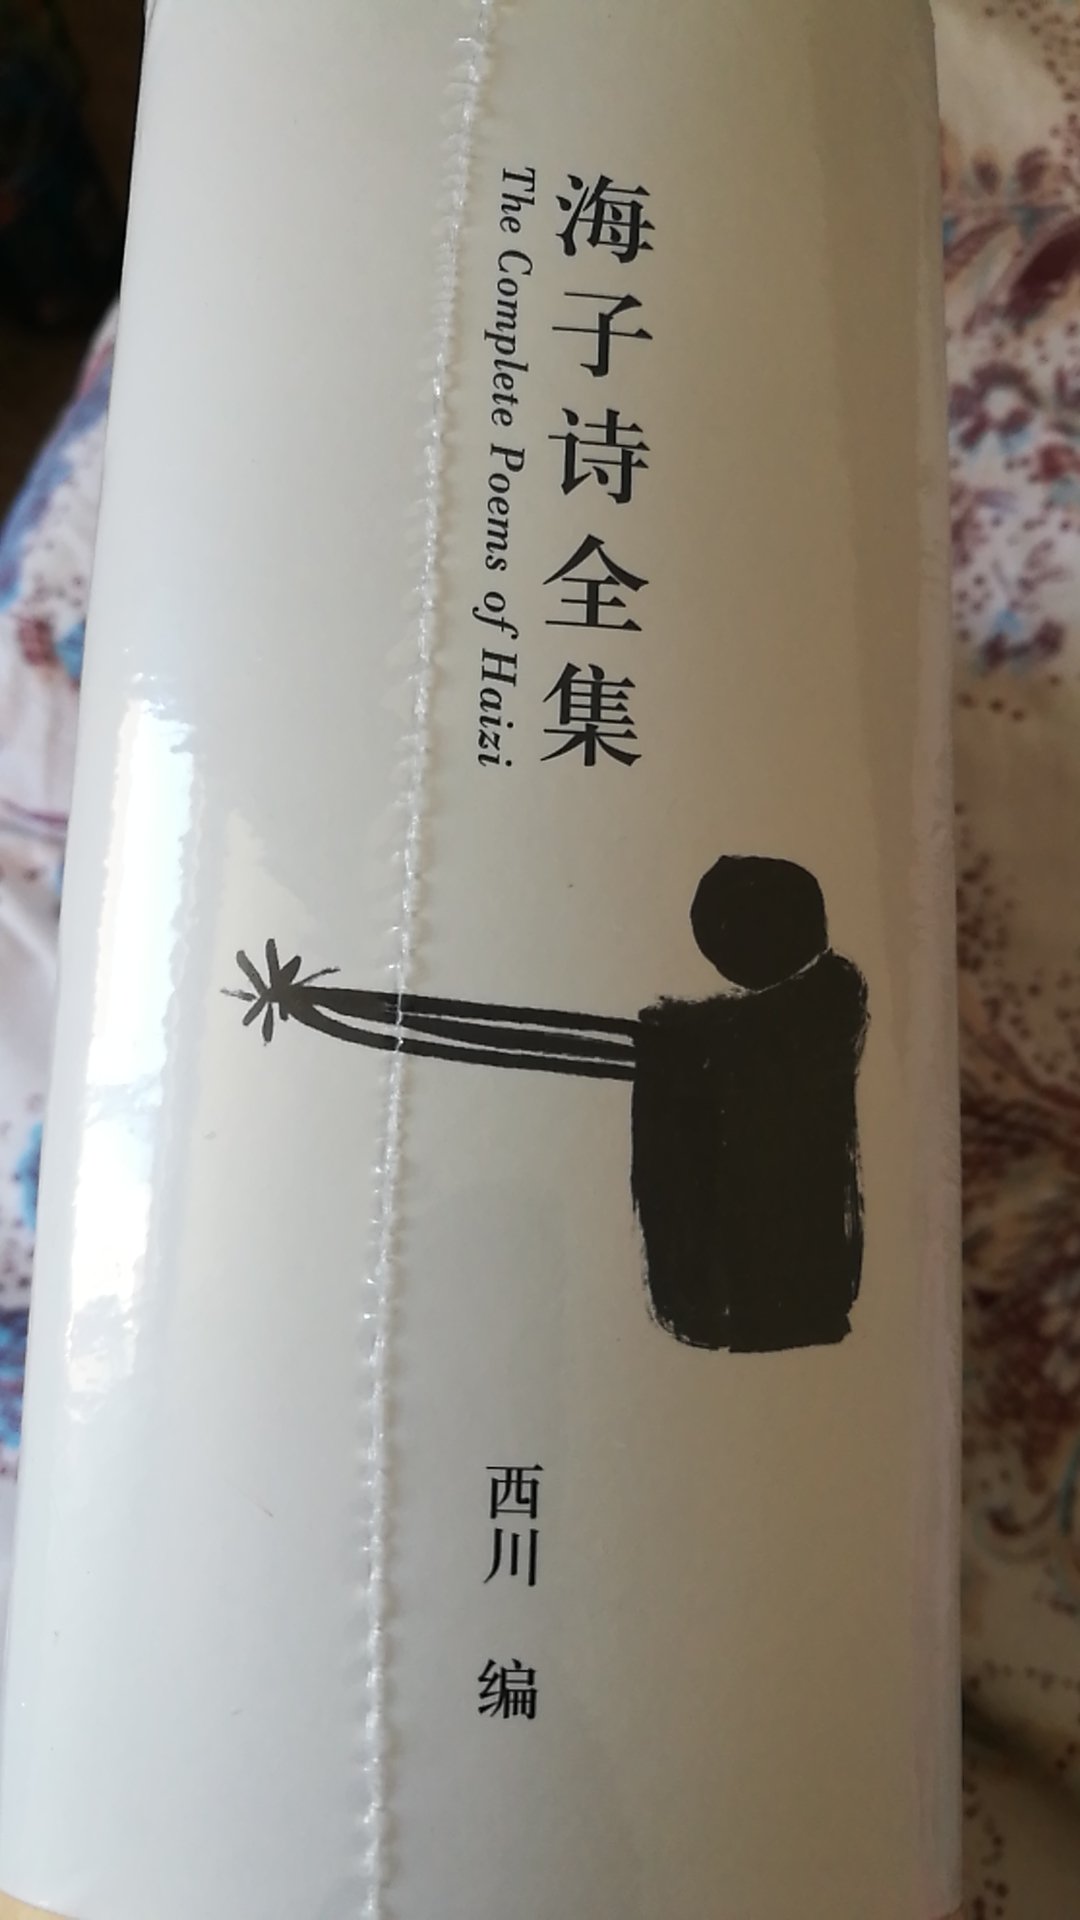 海子诗全集
The Complete Poems of Haizi
西川 编